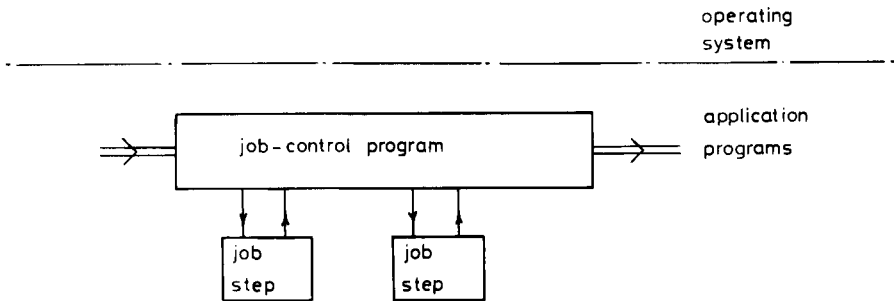 operating
system
application
job-control program
programs
job
step
job
step